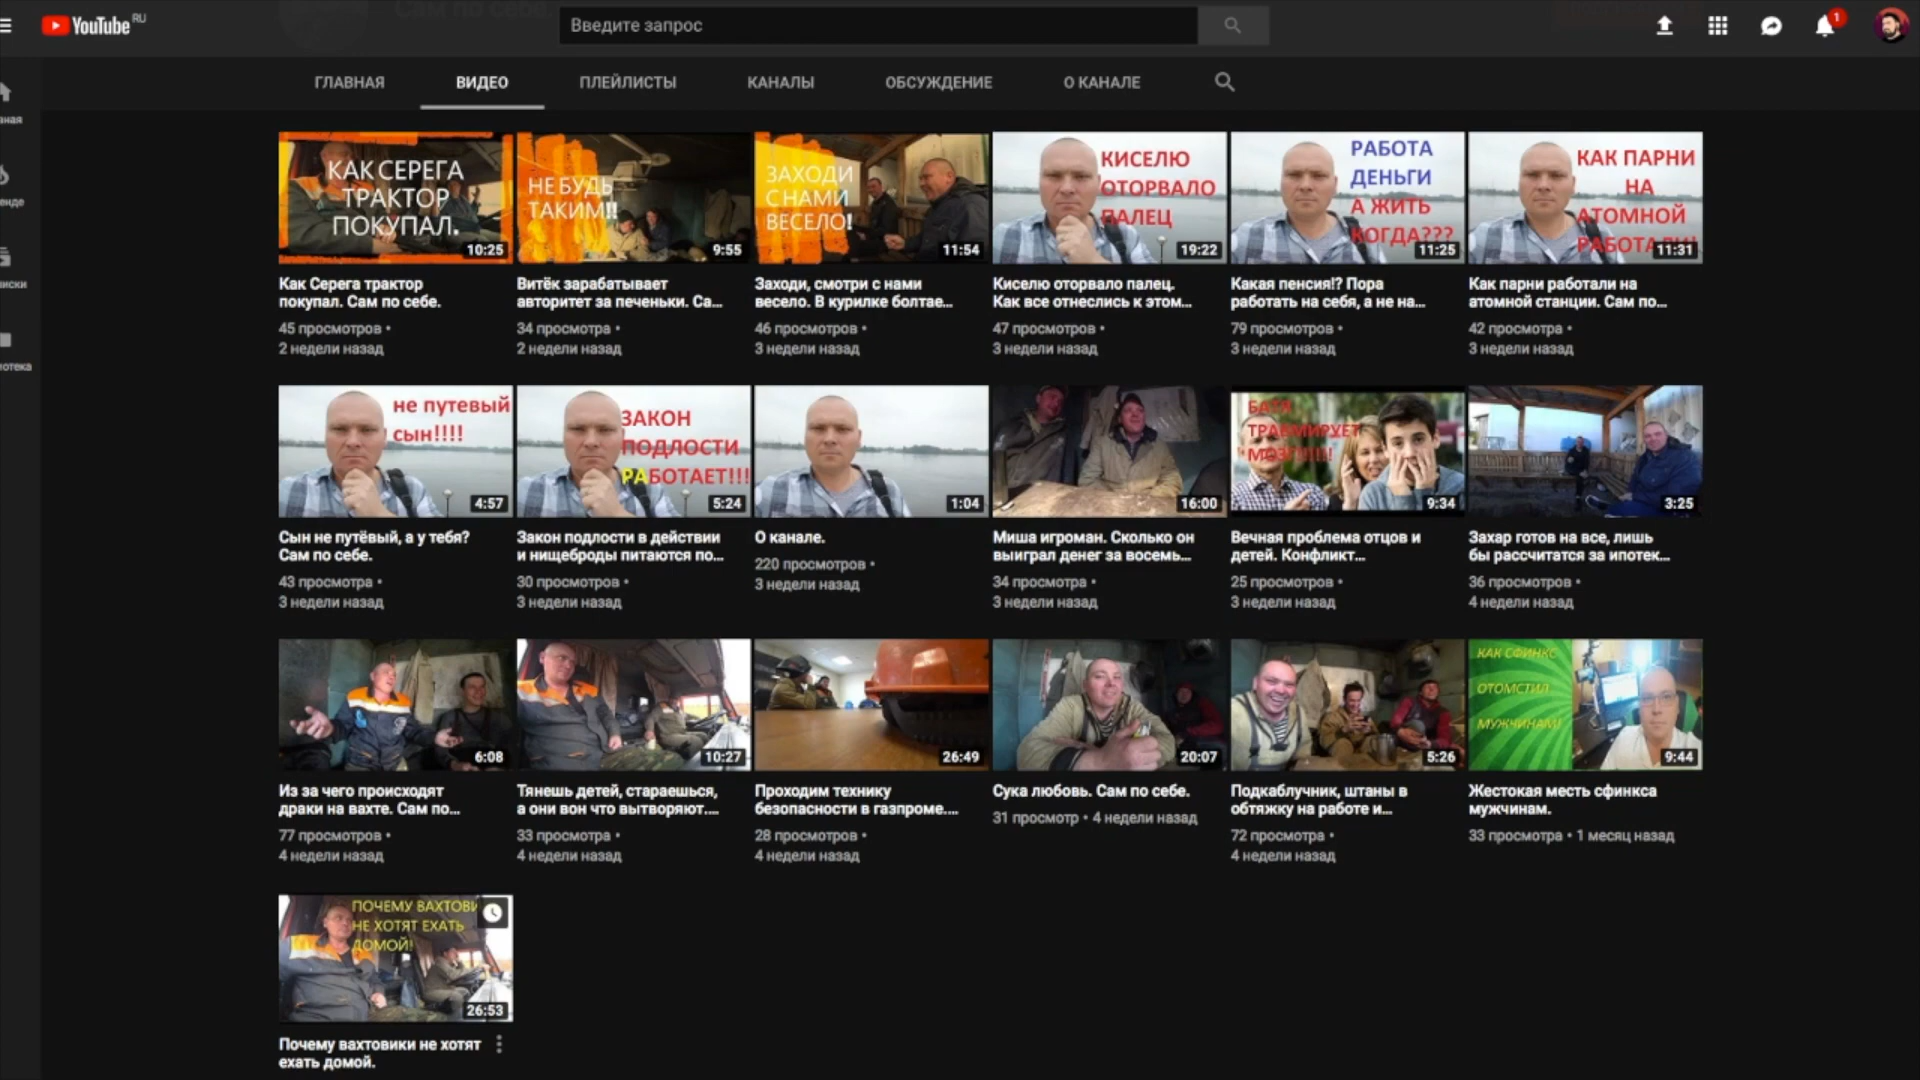 YouTube RU
Введите запрос
1
ГЛАВНАЯ
ВИДЕО
ПЛЕЙЛИСТЫ
КАНАЛЫ
ОБСУЖДЕНИЕ
О КАНАЛЕ
КАК СЕРЕГА
ТРАКТОР
ПОКУПАЛ.
10:25
НЕ БУДЬ
ТАКИМ!!
9:55
ЗАХОДИ
С НАМИ
ВЕСЕЛО!
11:54
КИСЕЛЮ
ОТОРВАЛО
ПАЛЕЦ
19:22
РАБОТА
ДЕНЬГИ
А ЖИТЬ
КОГДА???
11:25
КАК ПАРНИ
НА
АТОМНОЙ
11:31
Как Серега трактор
покупал. Сам по себе.
45 просмотров •
2 недели назад
Витёк зарабатывает
авторитет за печеньки. Са...
34 просмотра •
2 недели назад
Заходи, смотри с нами
весело. В курилке болтае...
46 просмотров •
3 недели назад
Киселю оторвало палец.
Как все отнеслись к этом...
47 просмотров •
3 недели назад
Какая пенсия!? Пора
работать на себя, а не на...
79 просмотров •
3 недели назад
Как парни работали на
атомной станции. Сам по...
42 просмотра •
3 недели назад
не путевый
сын!!!!
4:57
ЗАКОН
ПОДЛОСТИ
РАБОТАЕТ!!!
5:24
1:04
16:00
БАТЯ
ТРАВМИРУЕТ
МОЗГ!!!!!!
9:34
3:25
Сын не путёвый, а у тебя?
Сам по себе.
43 просмотра •
3 недели назад
Закон подлости в действии
и нищеброды питаются по...
30 просмотров •
3 недели назад
О канале.
220 просмотров •
3 недели назад
Миша игроман. Сколько он
выиграл денег за восемь...
34 просмотра •
3 недели назад
Вечная проблема отцов и
детей. Конфликт...
25 просмотров •
3 недели назад
Захар готов на все, лишь
бы рассчитатся за ипотек...
36 просмотров •
4 недели назад
6:08
10:27
26:49
20:07
5:26
КАК СФИНКС
ОТОМСТИЛ
МУЖЧИНАМ!
9:44
Из за чего происходят
драки на вахте. Сам по...
77 просмотров •
4 недели назад
Тянешь детей, стараешься,
а они вон что вытворяют....
33 просмотра •
4 недели назад
Проходим технику
безопасности в газпроме....
28 просмотров •
4 недели назад
Сука любовь. Сам по себе.
31 просмотр • 4 недели назад
Подкаблучник, штаны в
обтяжку на работе и...
72 просмотра •
4 недели назад
Жестокая месть сфинкса
мужчинам.
33 просмотра • 1 месяц назад
ПОЧЕМУ ВАХТОВИ
НЕ ХОТЯТ ЕХАТЬ
ДОМОЙ!
26:53
Почему вахтовики не хотят
ехать домой.